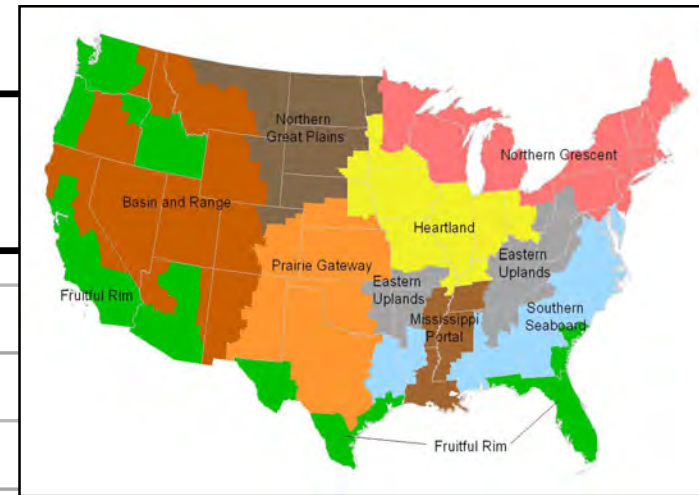 Northern
Great Plains
Northern Crescent
Basin and Range
Heartland
Prairie Gateway
Eastern
Uplands
Eastern
Uplands
Fruitful Rim
Mississippi
Portal
Southern
Seaboard
Fruitful Rim